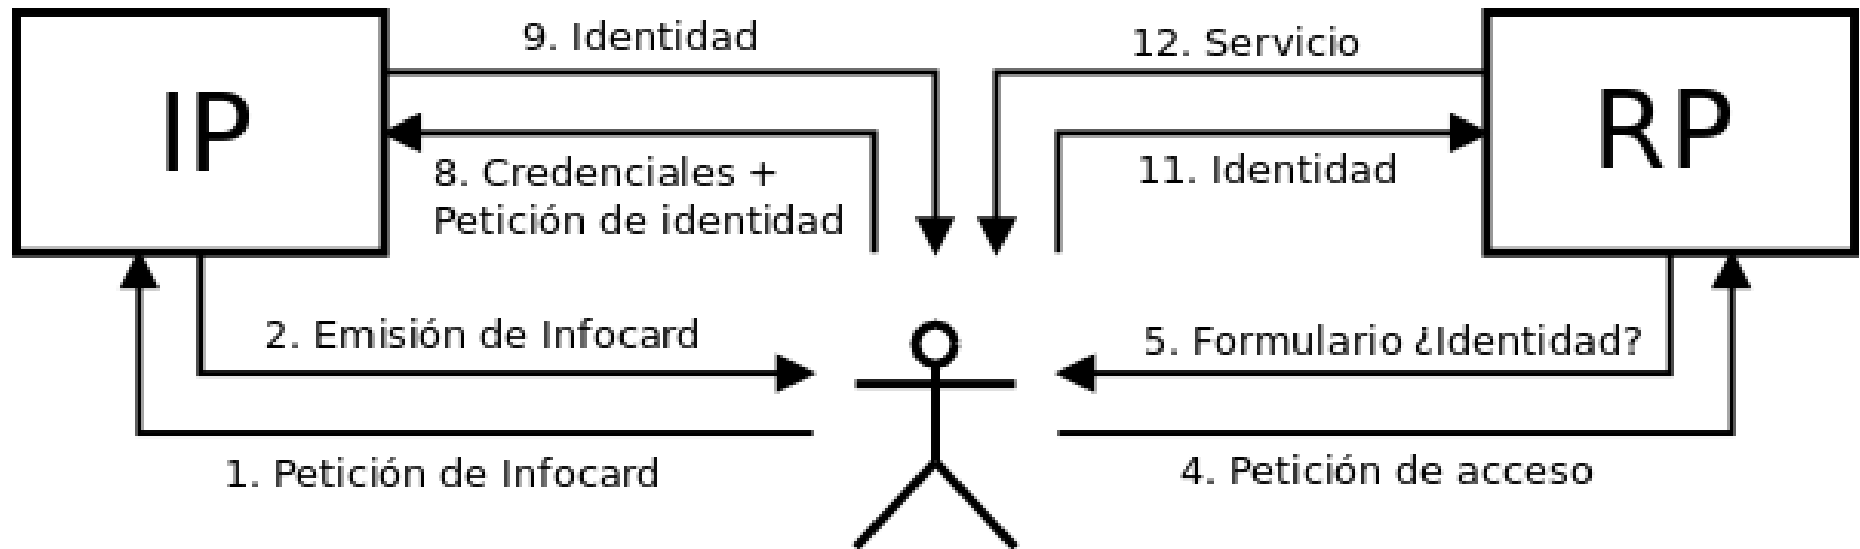 9. Identidad
12. Servicio
IP
RP
8. Credenciales +
Petición de identidad
11. Identidad
2. Emisión de Infocard
5. Formulario ¿Identidad?
1. Petición de Infocard
4. Petición de acceso